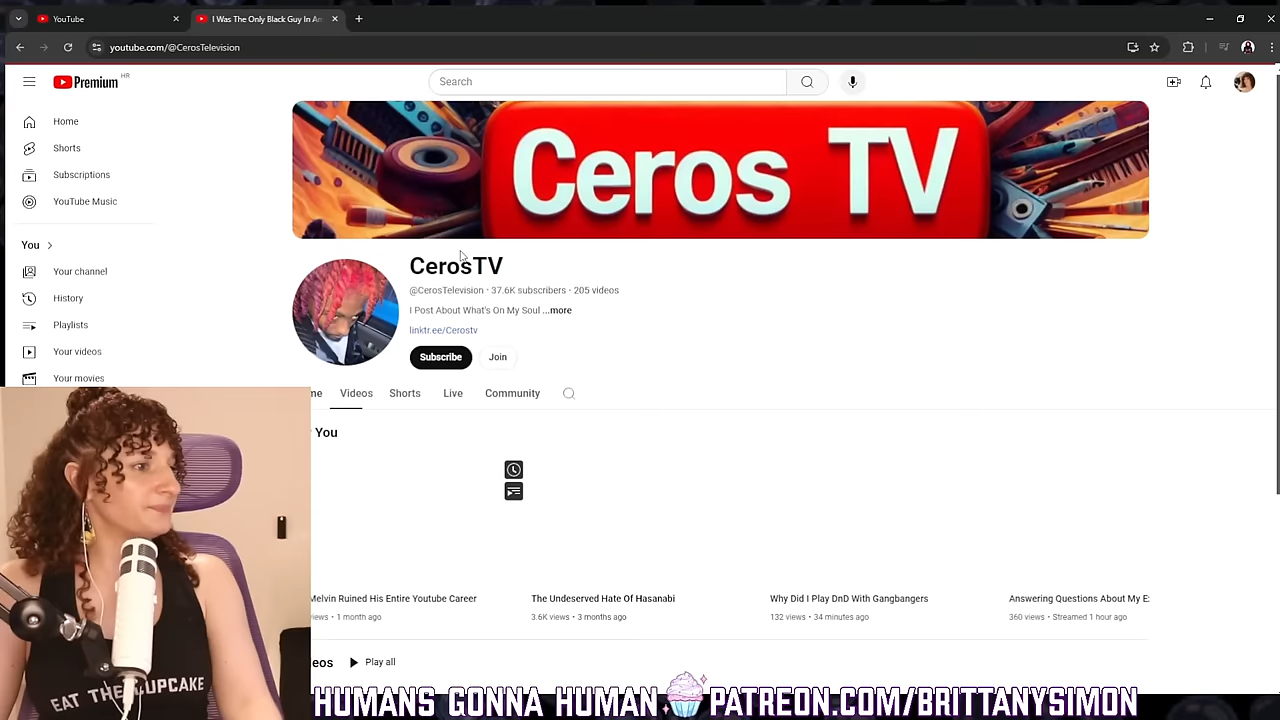 YouTube
I Was The Only Black Guy In An
youtube.com/@CerosTelevision
Premium HR
Search
Home
Shorts
Subscriptions
YouTube Music
You
Your channel
History
Playlists
Your videos
Your movies
Ceros TV
CerosTV
@CerosTelevision · 37.6K subscribers · 205 videos
I Post About What's On My Soul ...more
linktr.ee/Cerostv
Subscribe Join
me Videos Shorts Live Community
You
Melvin Ruined His Entire Youtube Career
iews • 1 month ago
The Undeserved Hate Of Hasanabi
3.6K views • 3 months ago
Why Did I Play DnD With Gangbangers
132 views • 34 minutes ago
Answering Questions About My E
360 views • Streamed 1 hour ago
eos Play all
EAT THE CUPCAKE
HUMANS GONNA HUMAN PATREON.COM/BRITTANYSIMON